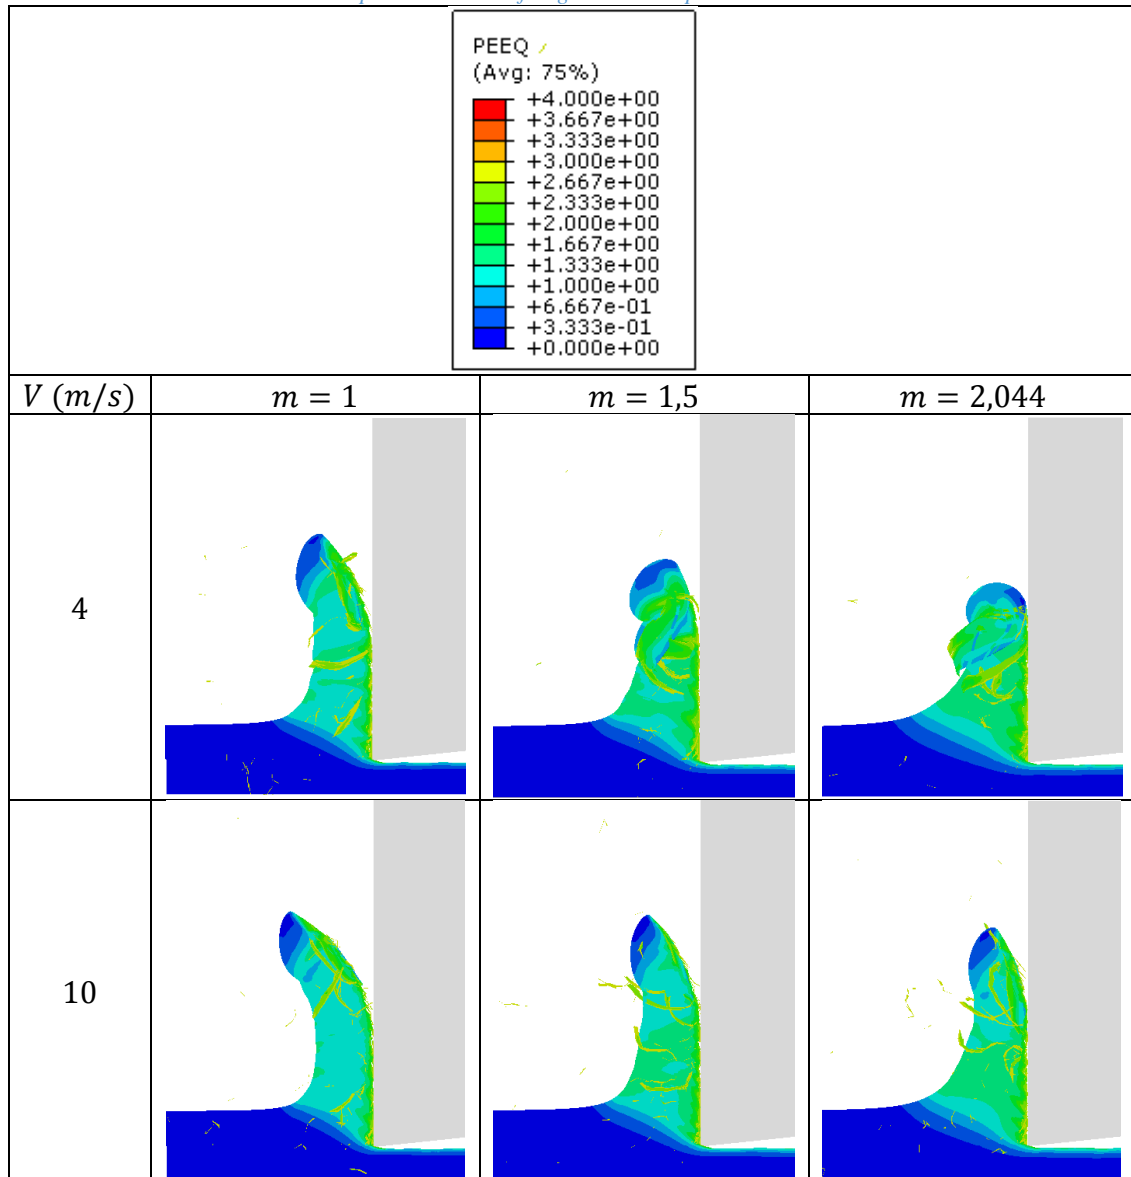 PEEQ
(Avg: 75%)
+4.000e+00
+3.667e+00
+3.333e+00
+3.000e+00
+2.667e+00
+2.333e+00
+2.000e+00
+1.667e+00
+1.333e+00
+1.000e+00
+6.667e-01
+3.333e-01
+0.000e+00
V (m/s) m = 1 m = 1,5 m = 2,044
4
10